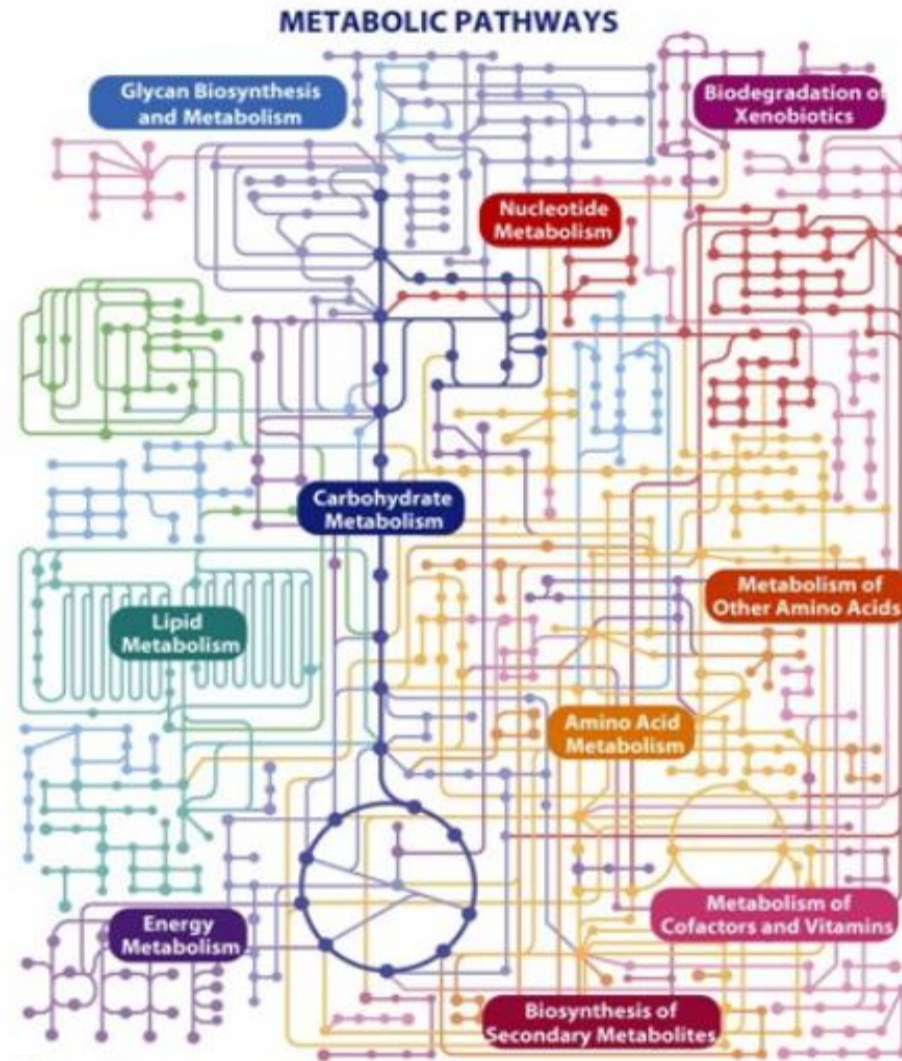 METABOLIC PATHWAYS
Glycan Biosynthesis
and Metabolism
Biodegradation of
Xenobiotics
Nucleotide
Metabolism
Carbohydrate
Metabolism
Lipid
Metabolism
Metabolism of
Other Amino Acids
Amino Acid
Metabolism
Energy
Metabolism
Metabolism of
Cofactors and Vitamins
Biosynthesis of
Secondary Metabolites